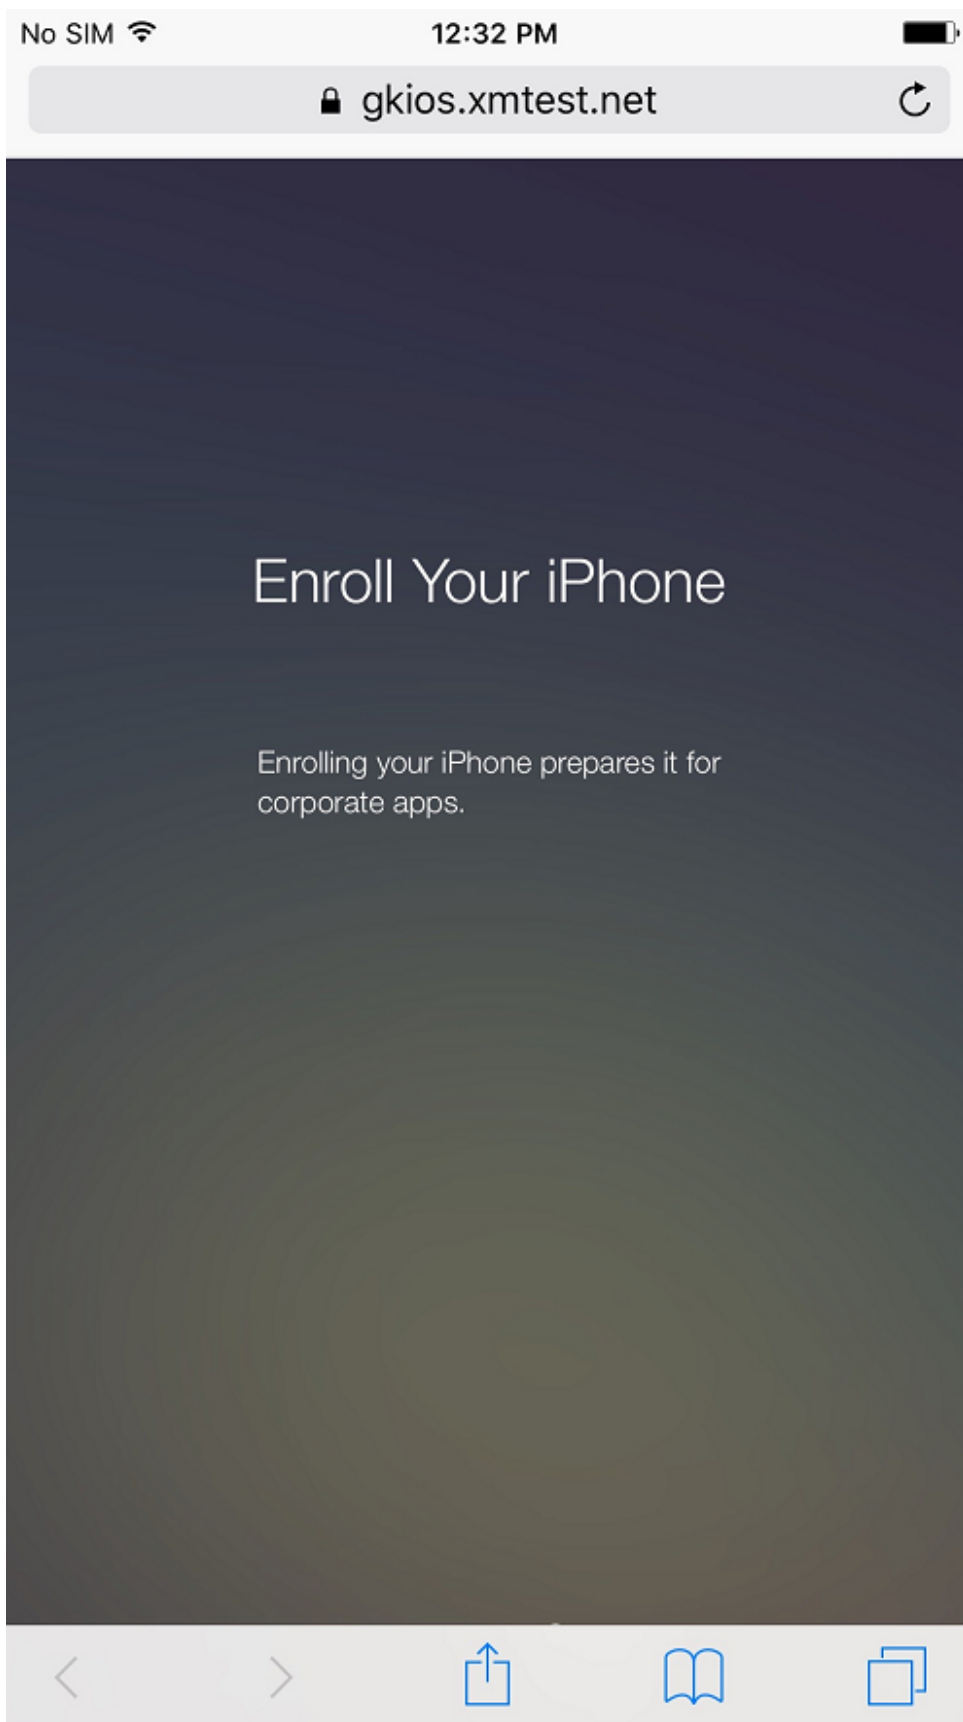 No SIM
12:32 PM
gkios.xmtest.net
Enroll Your iPhone
Enrolling your iPhone prepares it for
corporate apps.